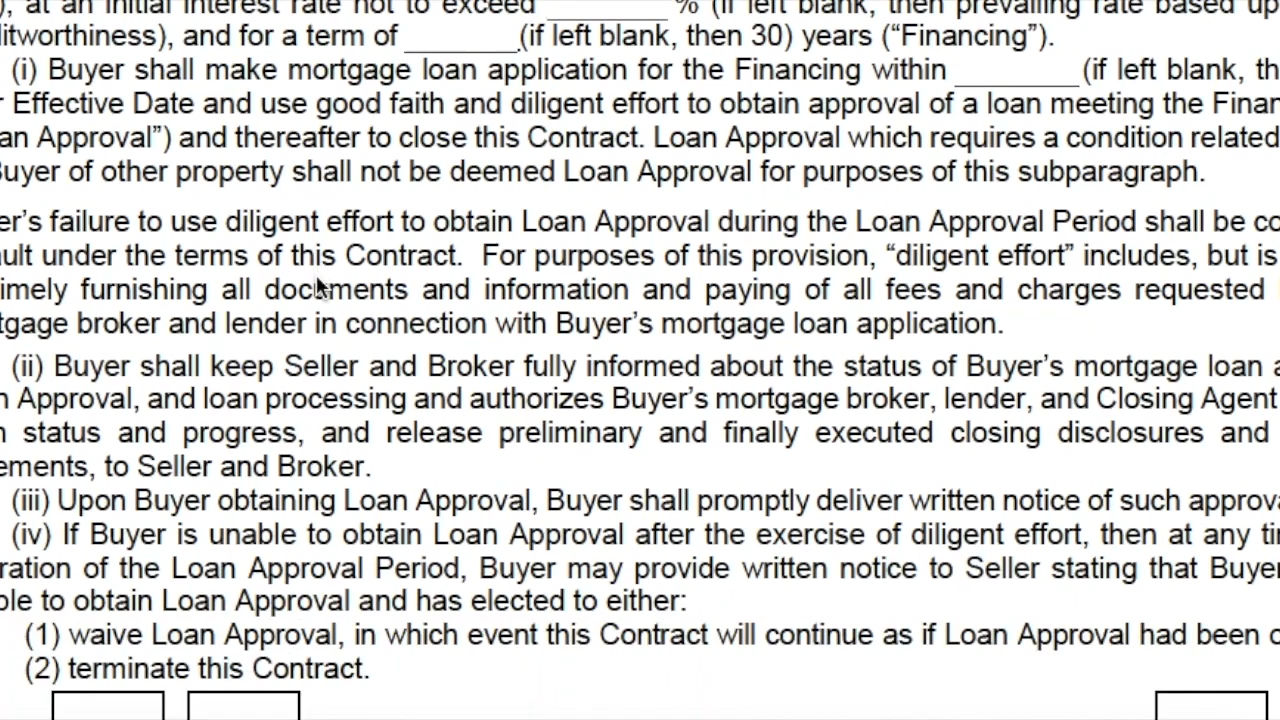 ), at an initial interest rate not to exceed ________% (if left blank, then prevailing rate based up
litworthiness), and for a term of ________(if left blank, then 30) years (“Financing”).
(i) Buyer shall make mortgage loan application for the Financing within ________ (if left blank, th
r Effective Date and use good faith and diligent effort to obtain approval of a loan meeting the Finan
an Approval”) and thereafter to close this Contract. Loan Approval which requires a condition related
Buyer of other property shall not be deemed Loan Approval for purposes of this subparagraph.
er’s failure to use diligent effort to obtain Loan Approval during the Loan Approval Period shall be co
ault under the terms of this Contract. For purposes of this provision, “diligent effort” includes, but is
imely furnishing all documents and information and paying of all fees and charges requested
tgage broker and lender in connection with Buyer’s mortgage loan application.
(ii) Buyer shall keep Seller and Broker fully informed about the status of Buyer’s mortgage loan a
n Approval, and loan processing and authorizes Buyer’s mortgage broker, lender, and Closing Agent
n status and progress, and release preliminary and finally executed closing disclosures and
ements, to Seller and Broker.
(iii) Upon Buyer obtaining Loan Approval, Buyer shall promptly deliver written notice of such approva
(iv) If Buyer is unable to obtain Loan Approval after the exercise of diligent effort, then at any tim
ration of the Loan Approval Period, Buyer may provide written notice to Seller stating that Buyer
ble to obtain Loan Approval and has elected to either:
(1) waive Loan Approval, in which event this Contract will continue as if Loan Approval had been o
(2) terminate this Contract.